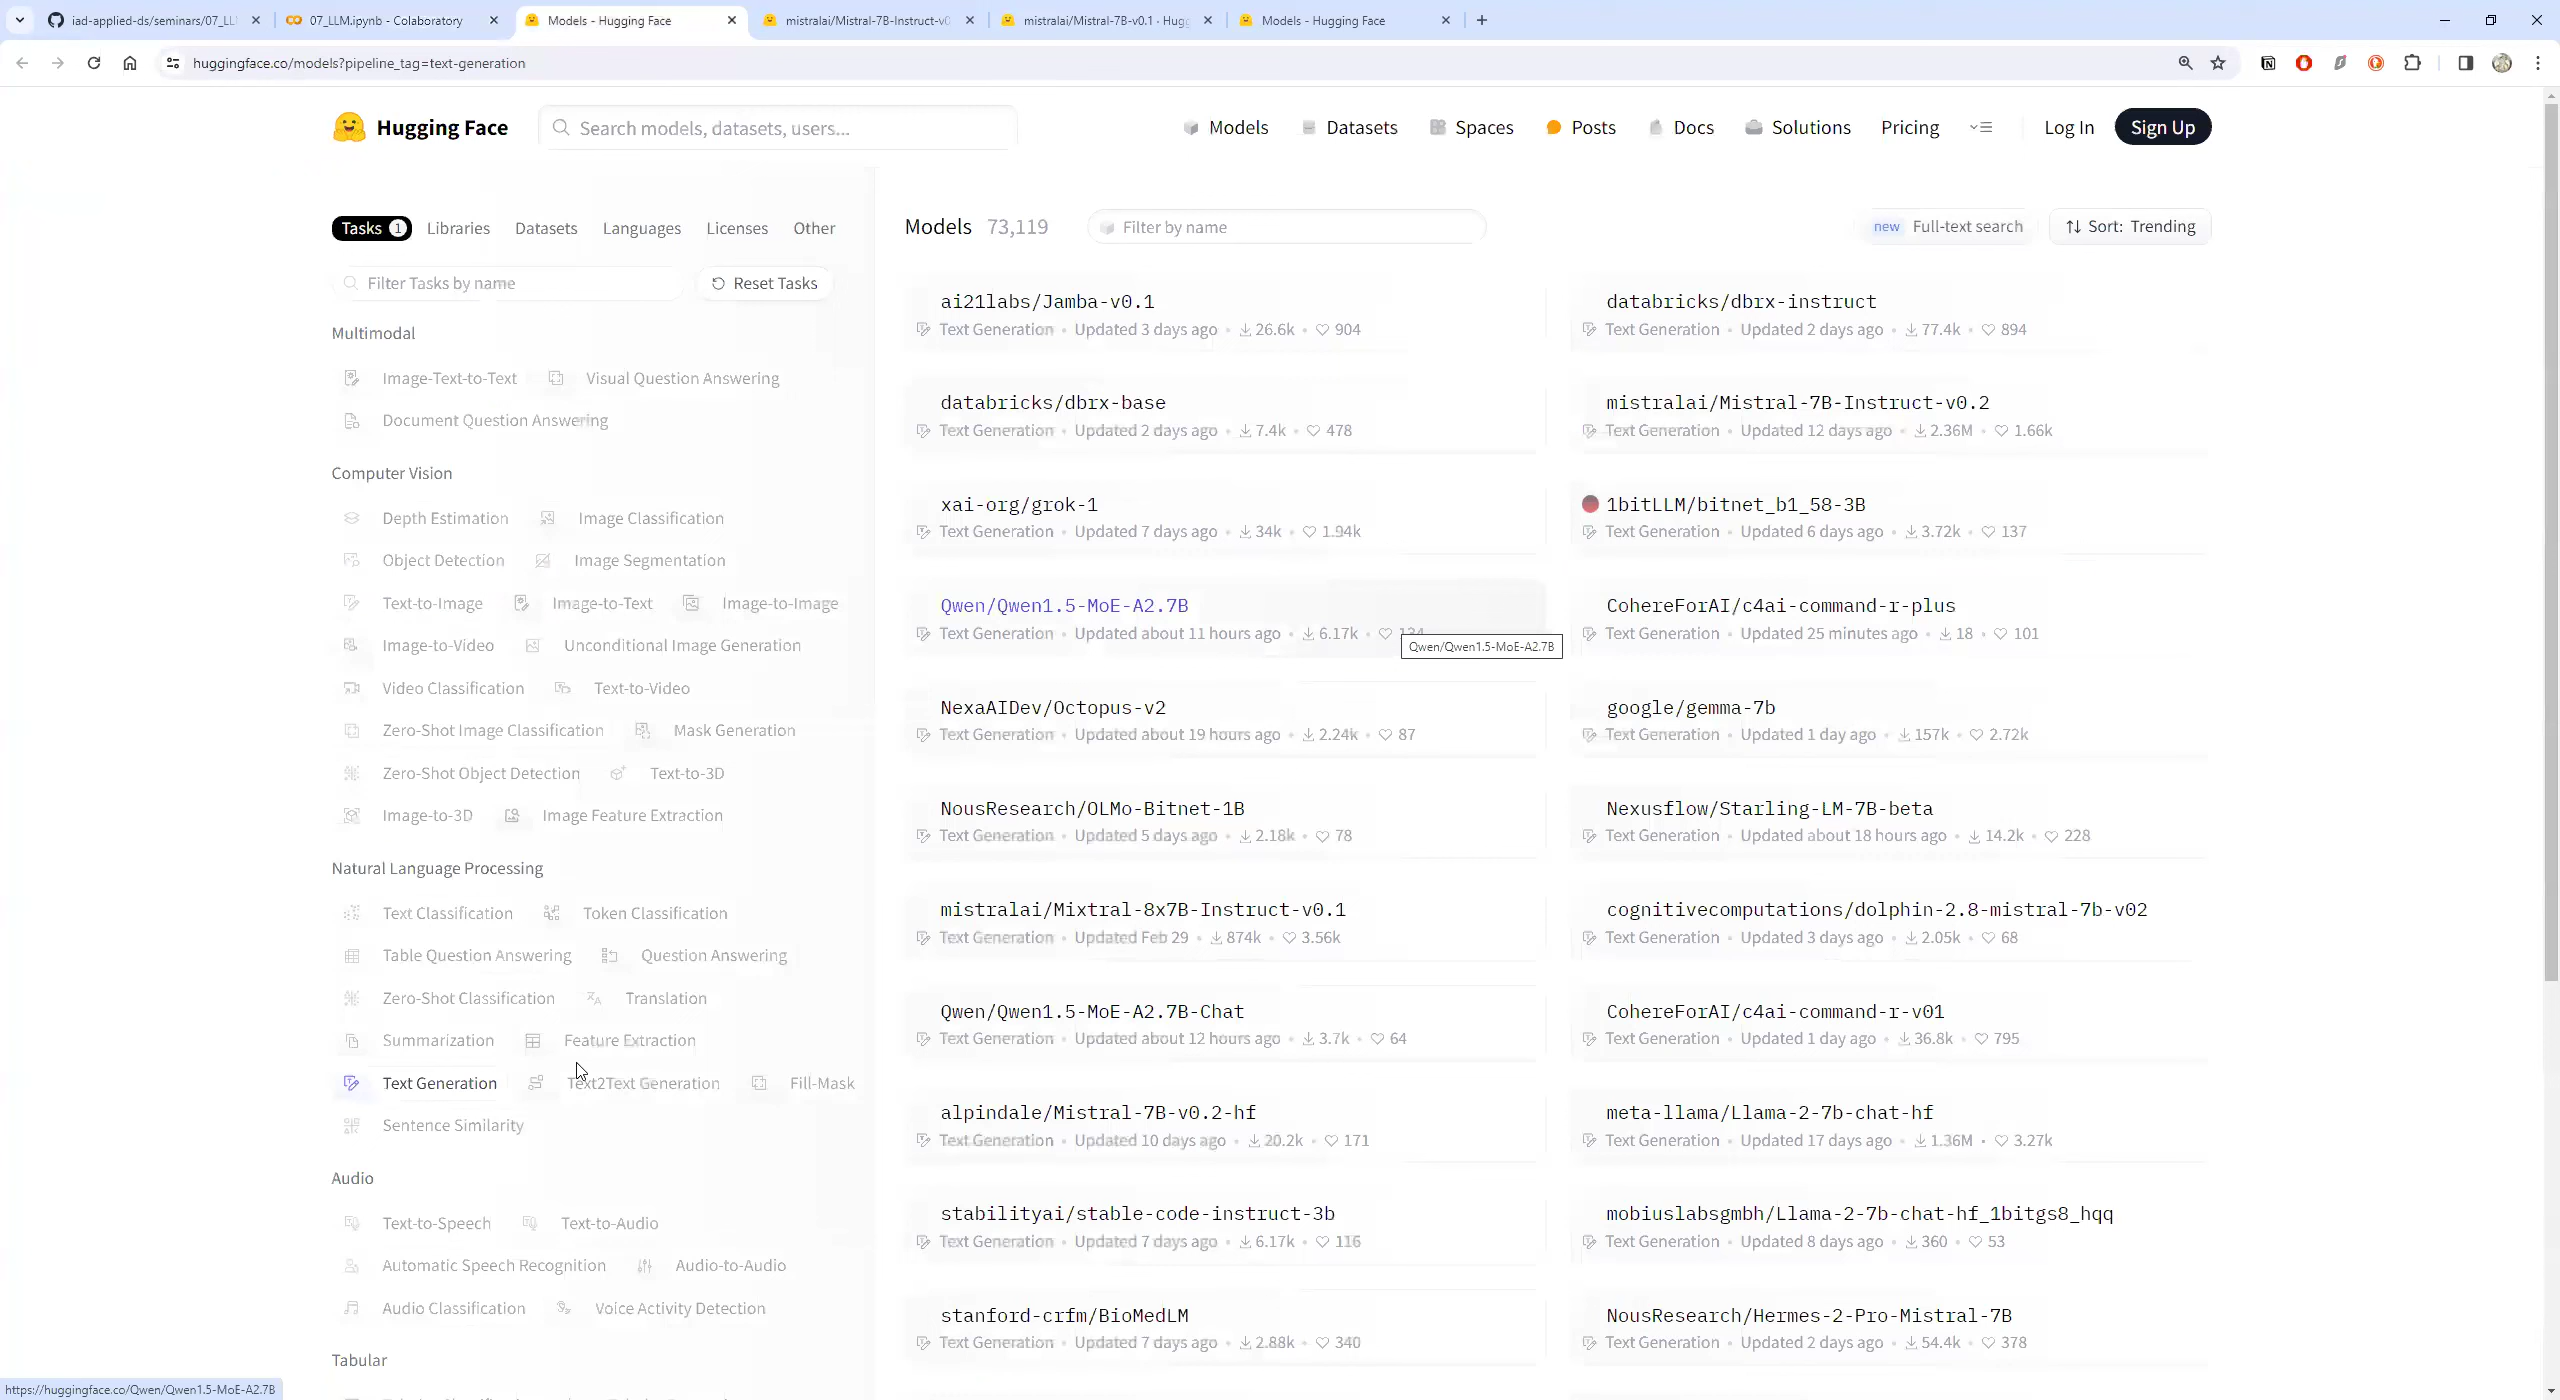 iad-applied-ds/seminars/07_LL
07_LLM.ipynb - Colaboratory
Models - Hugging Face
mistralai/Mistral-7B-Instruct-v0
mistralai/Mistral-7B-v0.1 · Hugg
Models - Hugging Face
huggingface.co/models?pipeline_tag=text-generation
Hugging Face
Search models, datasets, users...
Models
Datasets
Spaces
Posts
Docs
Solutions
Pricing
Log In
Sign Up
Tasks 1
Libraries
Datasets
Languages
Licenses
Other
Filter Tasks by name
Reset Tasks
Multimodal
Image-Text-to-Text
Visual Question Answering
Document Question Answering
Computer Vision
Depth Estimation
Image Classification
Object Detection
Image Segmentation
Text-to-Image
Image-to-Text
Image-to-Image
Image-to-Video
Unconditional Image Generation
Video Classification
Text-to-Video
Zero-Shot Image Classification
Mask Generation
Zero-Shot Object Detection
Text-to-3D
Image-to-3D
Image Feature Extraction
Natural Language Processing
Text Classification
Token Classification
Table Question Answering
Question Answering
Zero-Shot Classification
Translation
Summarization
Feature Extraction
Text Generation
Text2Text Generation
Fill-Mask
Sentence Similarity
Audio
Text-to-Speech
Text-to-Audio
Automatic Speech Recognition
Audio-to-Audio
Audio Classification
Voice Activity Detection
Tabular
Models 73,119
Filter by name
new Full-text search
Sort: Trending
ai21labs/Jamba-v0.1
Text Generation • Updated 3 days ago • 26.6k • 904
databricks/dbrx-instruct
Text Generation • Updated 2 days ago • 77.4k • 894
databricks/dbrx-base
Text Generation • Updated 2 days ago • 7.4k • 478
mistralai/Mistral-7B-Instruct-v0.2
Text Generation • Updated 12 days ago • 2.36M • 1.66k
xai-org/grok-1
Text Generation • Updated 7 days ago • 34k • 1.94k
1bitLLM/bitnet_b1_58-3B
Text Generation • Updated 6 days ago • 3.72k • 137
Qwen/Qwen1.5-MoE-A2.7B
Text Generation • Updated about 11 hours ago • 6.17k •
Qwen/Qwen1.5-MoE-A2.7B
CohereForAI/c4ai-command-r-plus
Text Generation • Updated 25 minutes ago • 18 • 101
NexaAIDev/Octopus-v2
Text Generation • Updated about 19 hours ago • 2.24k • 87
google/gemma-7b
Text Generation • Updated 1 day ago • 157k • 2.72k
NousResearch/OLMo-Bitnet-1B
Text Generation • Updated 5 days ago • 2.18k • 78
Nexusflow/Starling-LM-7B-beta
Text Generation • Updated about 18 hours ago • 14.2k • 228
mistralai/Mixtral-8x7B-Instruct-v0.1
Text Generation • Updated Feb 29 • 874k • 3.56k
cognitivecomputations/dolphin-2.8-mistral-7b-v02
Text Generation • Updated 3 days ago • 2.05k • 68
Qwen/Qwen1.5-MoE-A2.7B-Chat
Text Generation • Updated about 12 hours ago • 3.7k • 64
CohereForAI/c4ai-command-r-v01
Text Generation • Updated 1 day ago • 36.8k • 795
alpindale/Mistral-7B-v0.2-hf
Text Generation • Updated 10 days ago • 20.2k • 171
meta-llama/Llama-2-7b-chat-hf
Text Generation • Updated 17 days ago • 1.36M • 3.27k
stabilityai/stable-code-instruct-3b
Text Generation • Updated 7 days ago • 6.17k • 116
mobiuslabsgmbh/Llama-2-7b-chat-hf_1bitgs8_hqq
Text Generation • Updated 8 days ago • 360 • 53
stanford-crfm/BioMedLM
Text Generation • Updated 7 days ago • 2.88k • 340
NousResearch/Hermes-2-Pro-Mistral-7B
Text Generation • Updated 2 days ago • 54.4k • 378
https://huggingface.co/Qwen/Qwen1.5-MoE-A2.7B